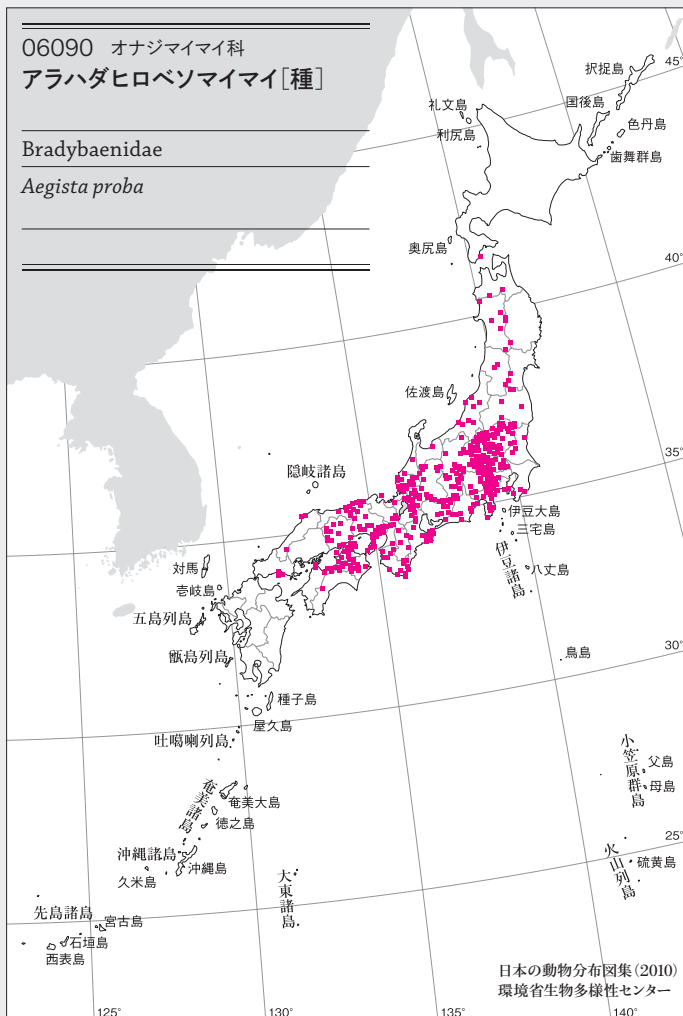 06090 オナジマイマイ科
アラハダヒロベソマイマイ[種]
Bradybaenidae
Aegista proba
択捉島
45°
国後島
礼文島
色丹島
利尻島
歯舞群島
奥尻島
40°
佐渡島
35°
隠岐諸島
伊豆大島
三宅島
伊豆諸島
八丈島
対馬
壱岐島
五島列島
甑島列島
鳥島
30°
種子島
屋久島
吐噶喇列島
小笠原群島
父島
母島
奄美諸島
奄美大島
徳之島
25°
沖縄諸島
沖縄島
久米島
火山列島
硫黄島
大東諸島
先島諸島
宮古島
石垣島
西表島
日本の動物分布図集(2010)
環境省生物多様性センター
125°
130°
135°
140°